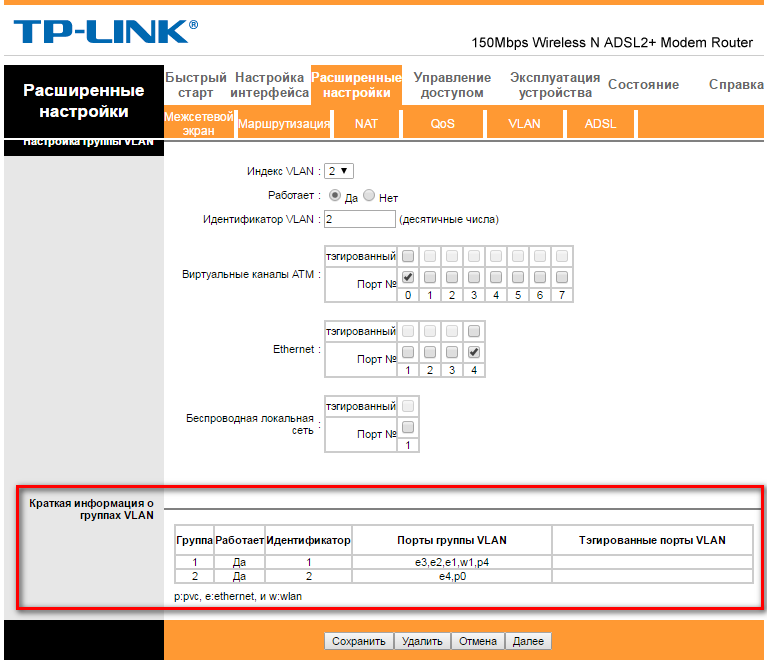 TP-LINK®
150Mbps Wireless N ADSL2+ Modem Router
Расширенные
настройки
Быстрый
старт
Настройка
интерфейса
Расширенные
настройки
Управление
доступом
Эксплуатация
устройства
Состояние
Справка
Межсетевой
экран
Маршрутизация
NAT
QoS
VLAN
ADSL
Настройка группы VLAN
Индекс VLAN : 2
Работает : Да Нет
Идентификатор VLAN : 2 (десятичные числа)
Виртуальные каналы ATM :
тэгированный
Порт №
0 1 2 3 4 5 6 7
Ethernet :
тэгированный
Порт №
1 2 3 4
Беспроводная локальная
сеть :
тэгированный
Порт №
1
Краткая информация о
группах VLAN
Группа Работает Идентификатор Порты группы VLAN Тэгированные порты VLAN
1 Да 1 e3,e2,e1,w1,p4
2 Да 2 e4,p0
p:pvc, e:ethernet, и w:wlan
Сохранить Удалить Отмена Далее